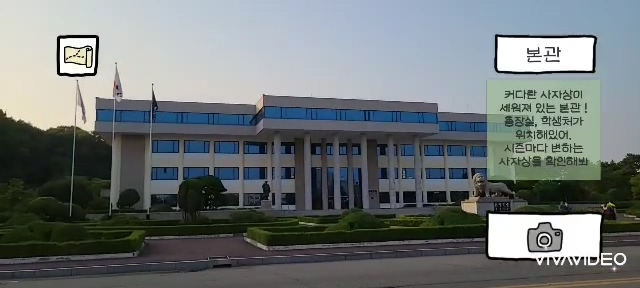 본관
커다란 사자상이
세워져 있는 본관 !
총장실, 학생처가
위치해있어.
시즌마다 변하는
사자상을 확인해봐
VIVAVIDEO